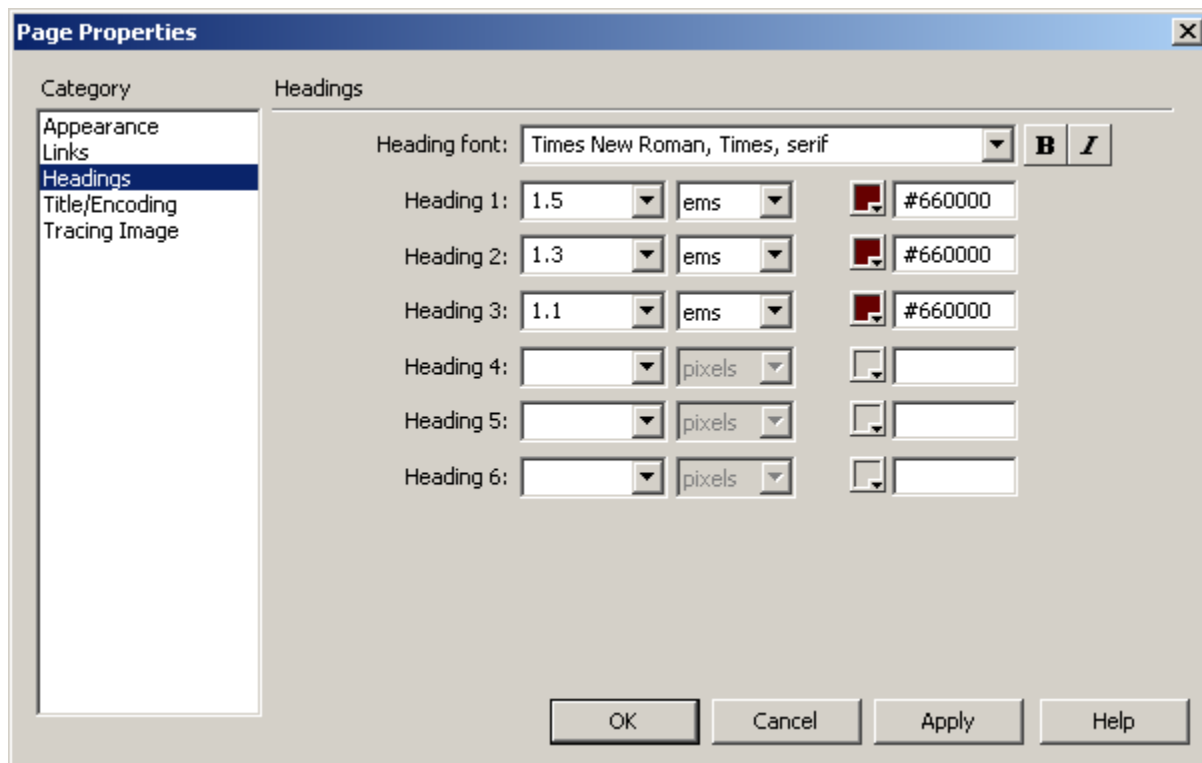 Page Properties
Category
Headings
Appearance
Links
Headings
Title/Encoding
Tracing Image
Heading font: Times New Roman, Times, serif B I
Heading 1: 1.5 ems #660000
Heading 2: 1.3 ems #660000
Heading 3: 1.1 ems #660000
Heading 4: pixels
Heading 5: pixels
Heading 6: pixels
OK Cancel Apply Help